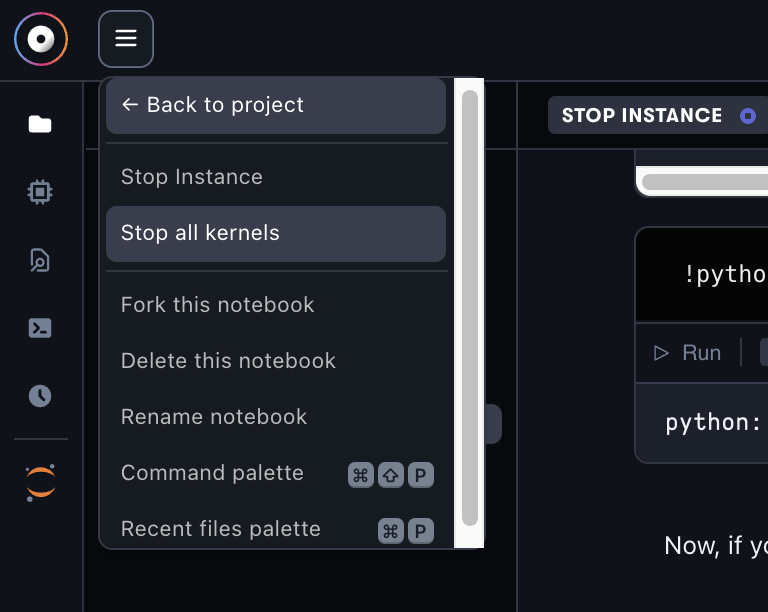 ← Back to project
STOP INSTANCE
Stop Instance
Stop all kernels
Fork this notebook
Delete this notebook
Rename notebook
Command palette ⌘ ⇧ P
Recent files palette ⌘ P
!pytho
Run
python:
Now, if yo